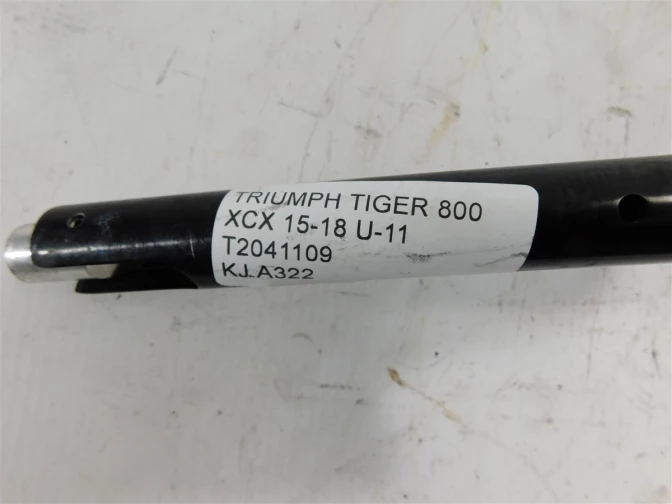 TRIUMPH TIGER 800
XCX 15-18 U-11
T2041109
KJ.A322